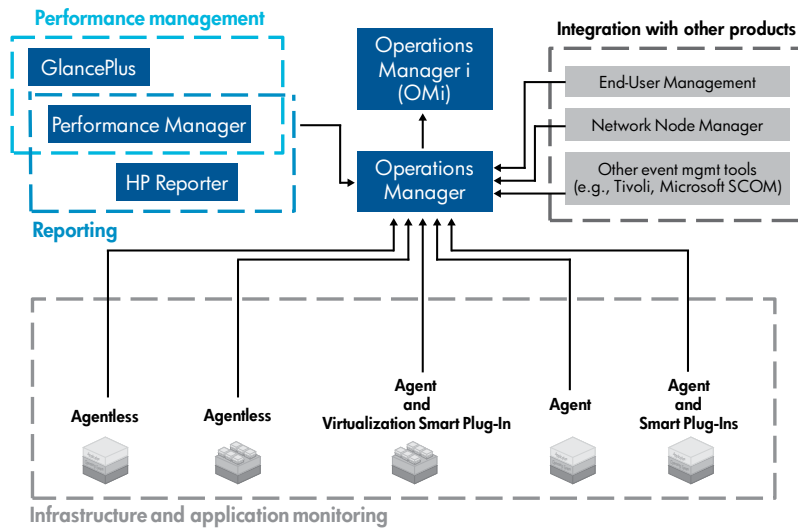 Performance management
GlancePlus
Performance Manager
HP Reporter
Reporting
Operations
Manager i
(OMi)
Operations
Manager
Integration with other products
End-User Management
Network Node Manager
Other event mgmt tools
(e.g., Tivoli, Microsoft SCOM)
Agentless
Agentless
Agent
and
Virtualization Smart Plug-In
Agent
Agent
and
Smart Plug-Ins
Infrastructure and application monitoring